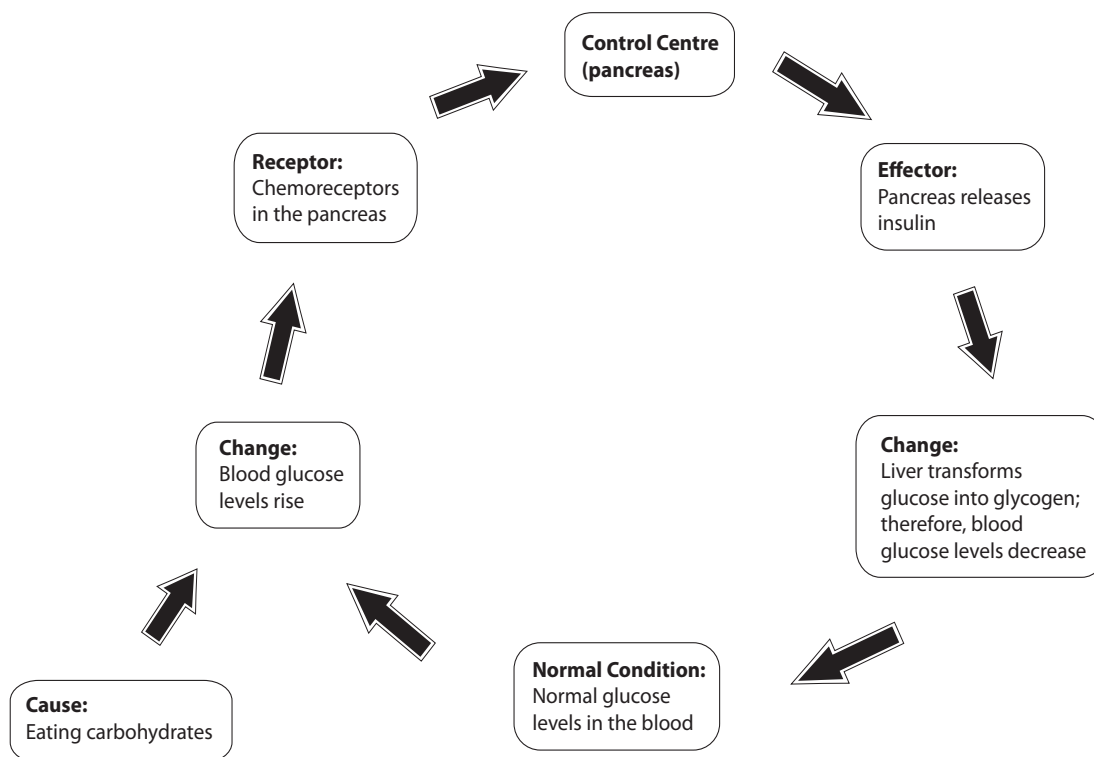 Control Centre
(pancreas)
Receptor:
Chemoreceptors
in the pancreas
Effector:
Pancreas releases
insulin
Change:
Blood glucose
levels rise
Change:
Liver transforms
glucose into glycogen;
therefore, blood
glucose levels decrease
Normal Condition:
Normal glucose
levels in the blood
Cause:
Eating carbohydrates